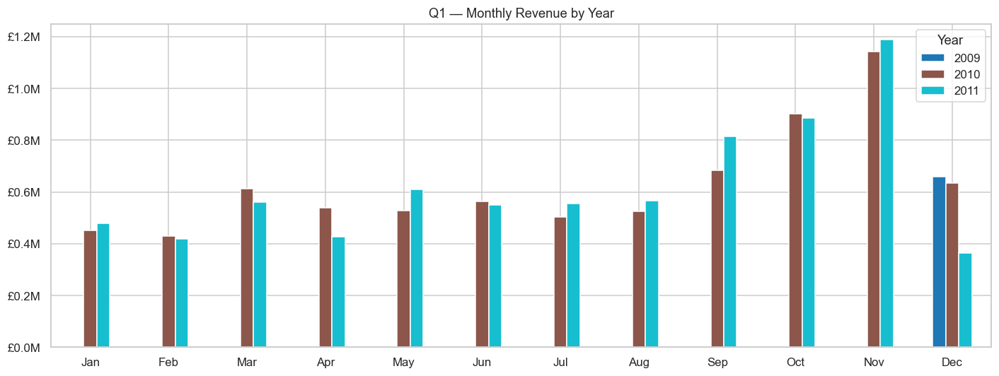 Q1 — Monthly Revenue by Year
£1.2M
£1.0M
£0.8M
£0.6M
£0.4M
£0.2M
£0.0M
Year
2009
2010
2011
Jan Feb Mar Apr May Jun Jul Aug Sep Oct Nov Dec